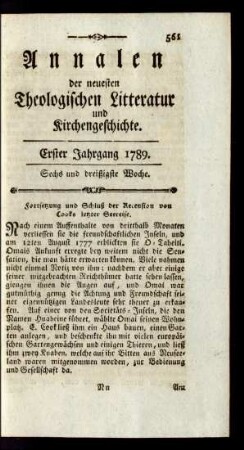 561
Annalen
der neuesten
Theologischen Litteratur
und
Kirchengeschichte.
Erster Jahrgang 1789.
Sechs und dreißigste Woche.
Fortsetzung und Schluß der Recension von
Cooks letzter Seereise.
Nach einem Auffenthalte von dritthalb Monaten
verliessen sie die freundschaftlichen Inseln, und
am 12ten August 1777 erblickten sie O-Taheiti.
Omais Ankunft erregte bey weitem nicht die Sen-
sation, die man hätte erwarten können. Viele nahmen
nicht einmal Notiz von ihm: nachdem er aber einige
seiner mitgebrachten Reichthümer hatte sehen lassen,
giengen ihnen die Augen auf, und Omai war
gutmüthig genug die Achtung und Freundschaft sei-
ner eigennützigen Landesleute sehr theuer zu erkau-
fen. Auf einer von den Societäts-Inseln, die den
Namen Huaheine führet, wählte Omai seinen Wohn-
platz. C. Cook ließ ihm ein Haus bauen, einen Gar-
ten anlegen, und beschenkte ihn mit vielen europäi-
schen Gartengewächsen und einigen Thieren, und ließ
ihm zwey Knaben, welche auf ihr Bitten aus Neusee-
land waren mitgenommen worden, zur Bedienung
und Gesellschaft da.
Nn